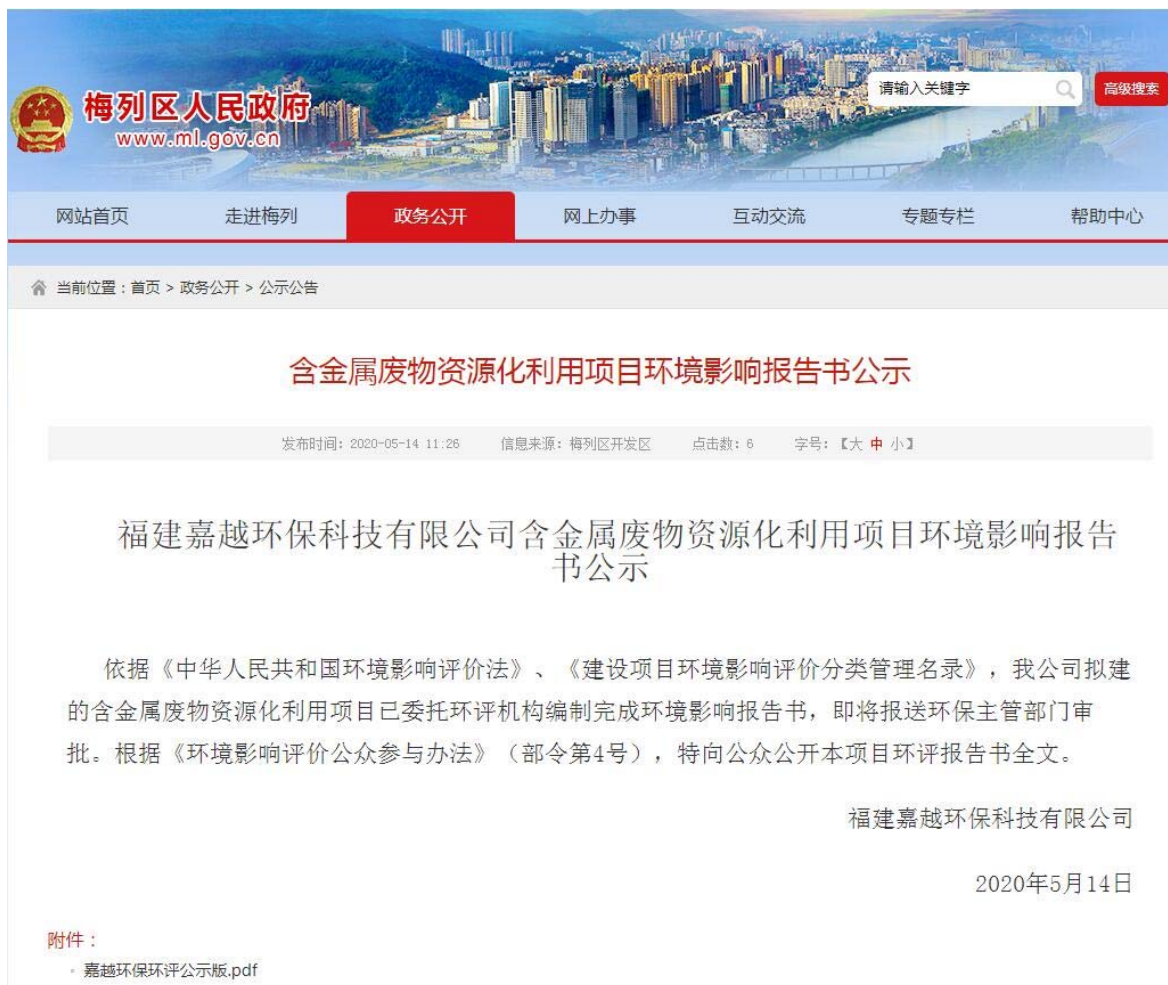 梅列区人民政府
www.ml.gov.cn
请输入关键字
高级搜索
网站首页 走进梅列 政务公开 网上办事 互动交流 专题专栏 帮助中心
当前位置：首页 > 政务公开 > 公示公告
含金属废物资源化利用项目环境影响报告书公示
发布时间：2020-05-14 11:26 信息来源：梅列区开发区 点击数：6 字号：【大 中 小】
福建嘉越环保科技有限公司含金属废物资源化利用项目环境影响报告
书公示
依据《中华人民共和国环境影响评价法》、《建设项目环境影响评价分类管理名录》，我公司拟建
的含金属废物资源化利用项目已委托环评机构编制完成环境影响报告书，即将报送环保主管部门审
批。根据《环境影响评价公众参与办法》（部令第4号），特向公众公开本项目环评报告书全文。
福建嘉越环保科技有限公司
2020年5月14日
附件：
嘉越环保环评公示版.pdf